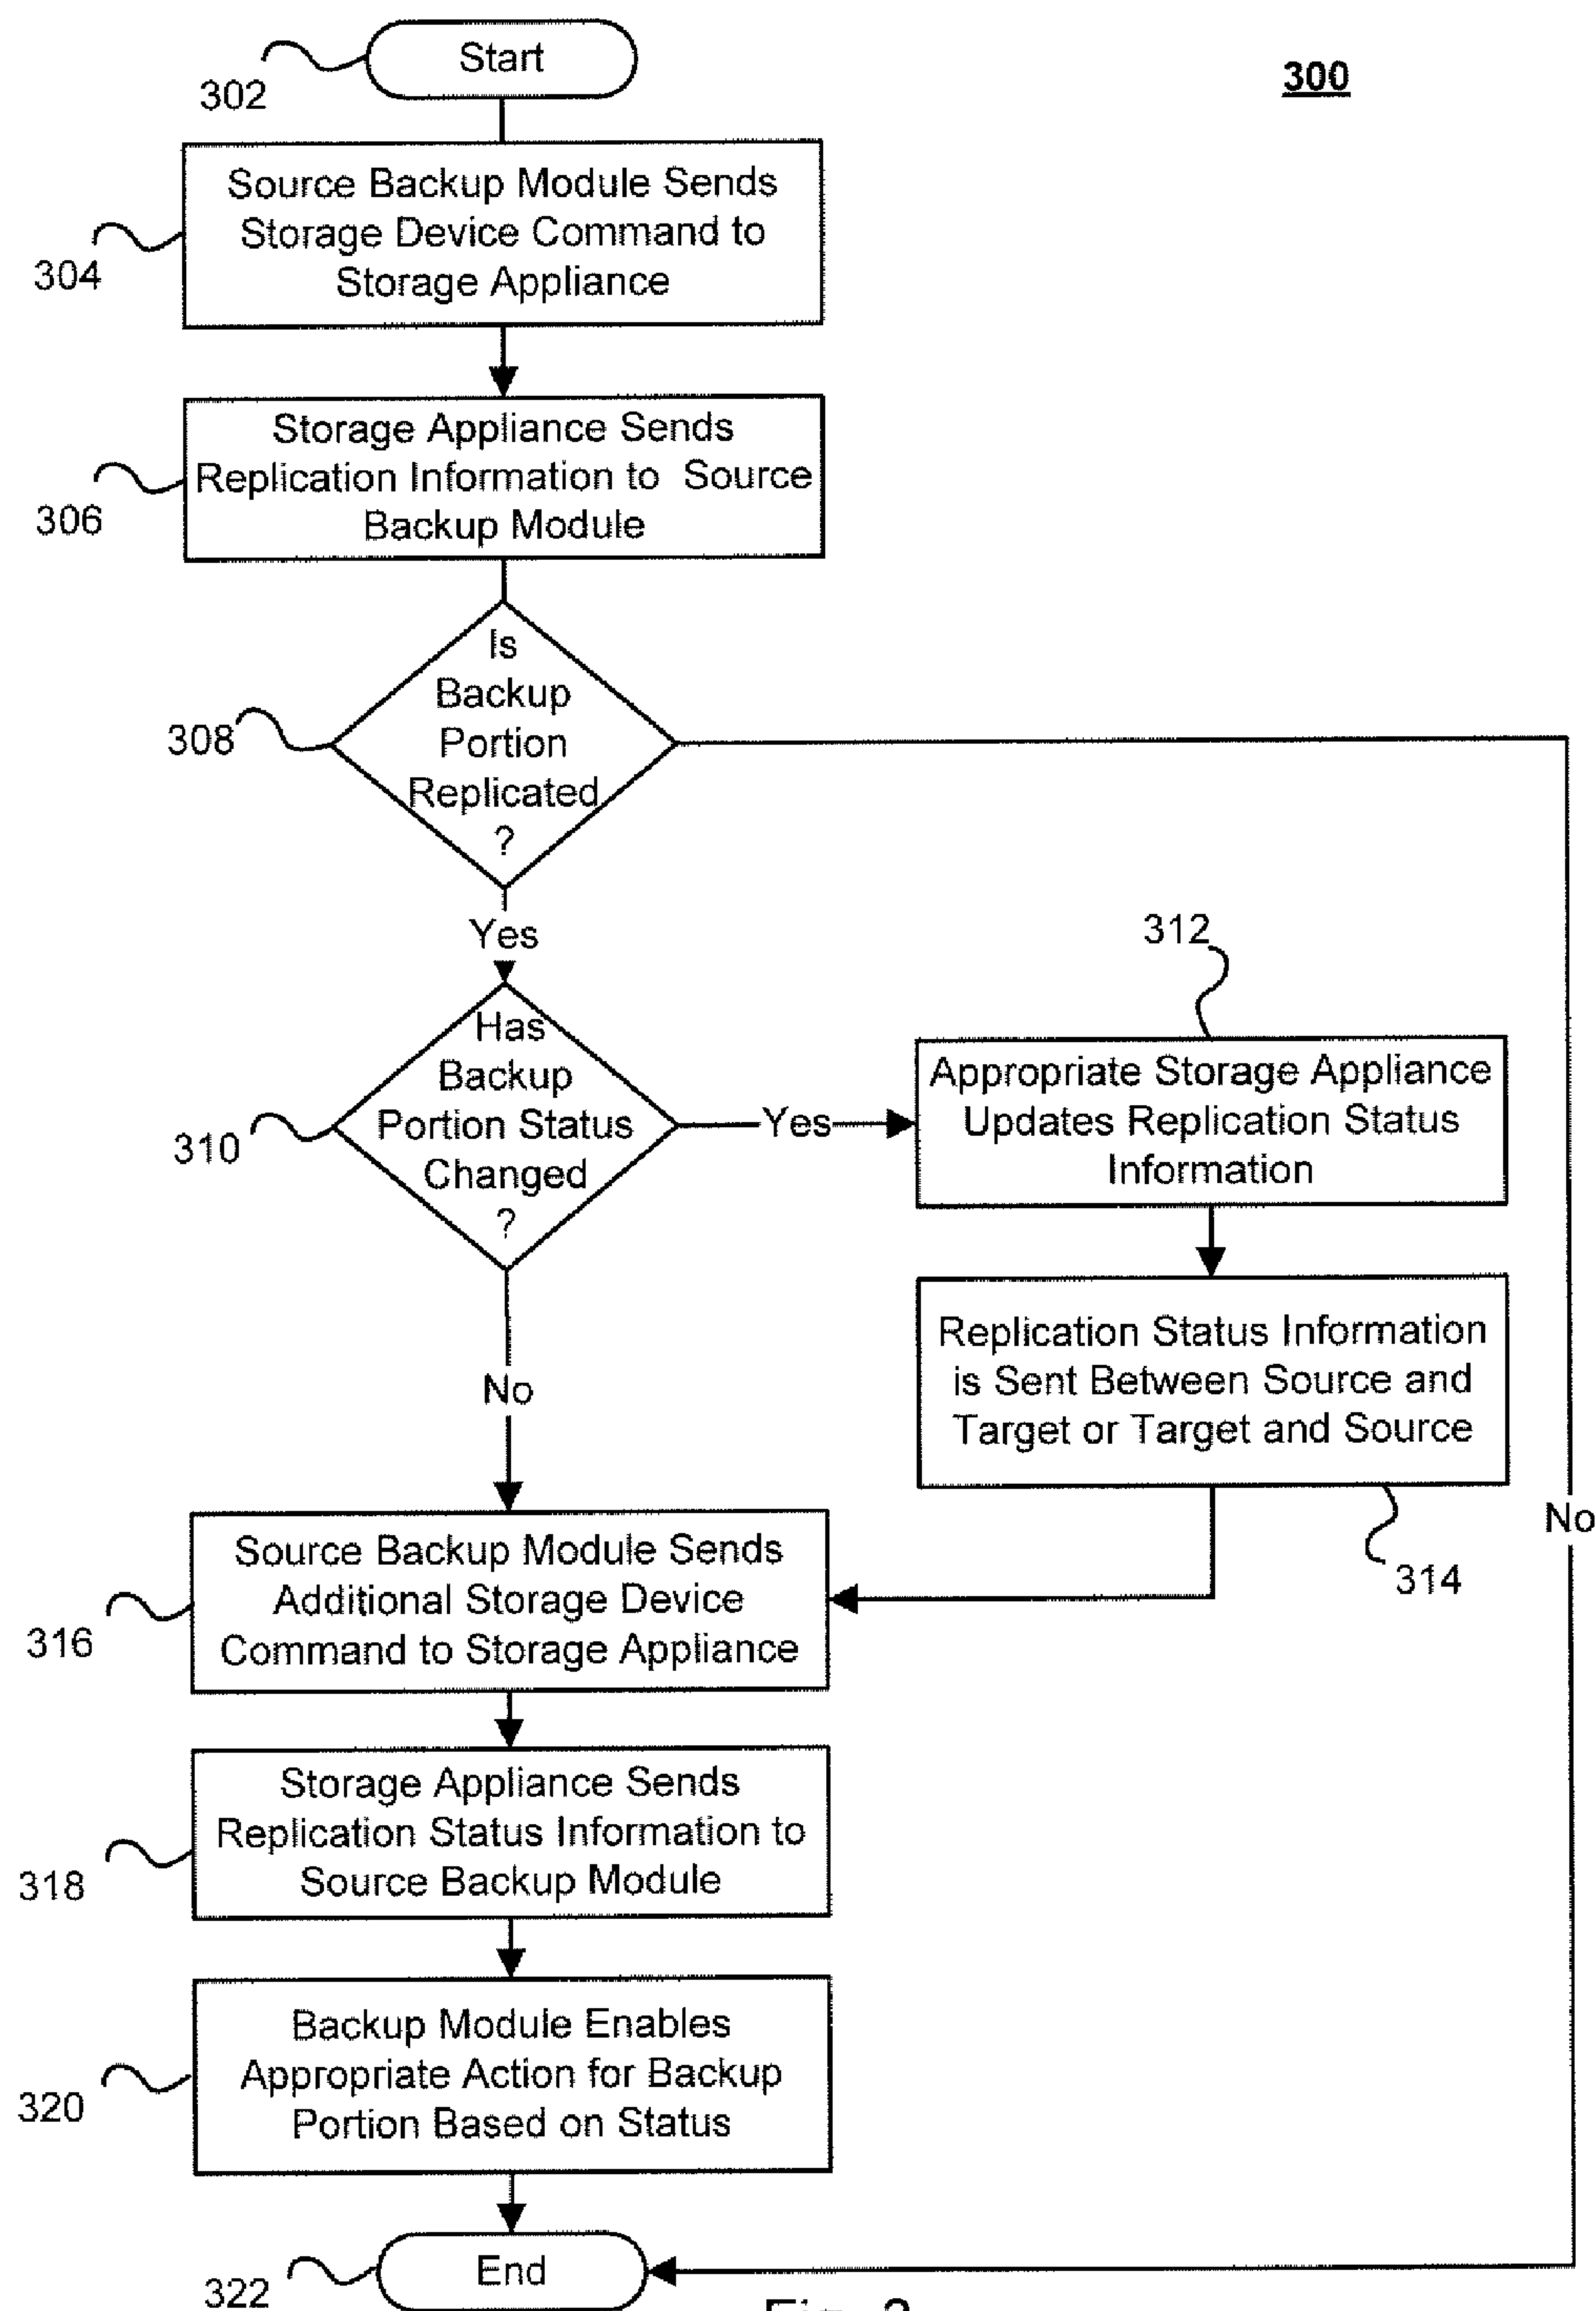 Start
300
302
Source Backup Module Sends
Storage Device Command to
Storage Appliance
304
Storage Appliance Sends
Replication Information to Source
Backup Module
306
Is
Backup
Portion
Replicated
?
308
Yes
312
Has
Backup
Portion Status
Changed
?
310
Yes
Appropriate Storage Appliance
Updates Replication Status
Information
Replication Status Information
is Sent Between Source and
Target or Target and Source
No
No
314
Source Backup Module Sends
Additional Storage Device
Command to Storage Appliance
316
Storage Appliance Sends
Replication Status Information to
Source Backup Module
318
Backup Module Enables
Appropriate Action for Backup
Portion Based on Status
320
End
322